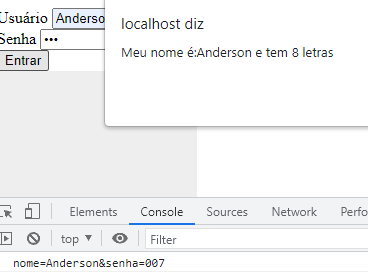 Usuário Anderso
localhost diz
Meu nome é:Anderson e tem 8 letras
Senha •••
Entrar
Elements Console Sources Network Perfo
top Filter
nome=Anderson&senha=007